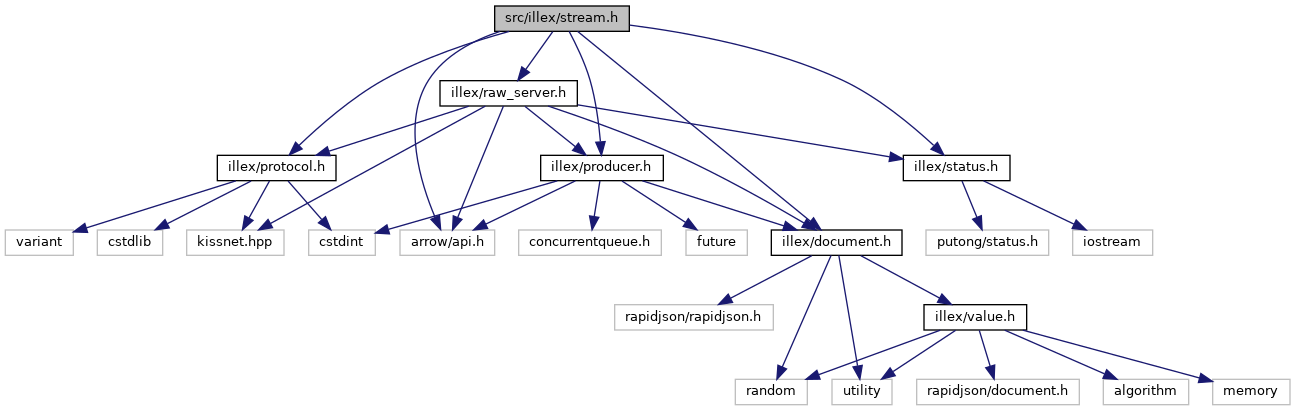 src/illex/stream.h
illex/raw_server.h
illex/protocol.h
illex/producer.h
illex/status.h
variant
cstdlib
kissnet.hpp
cstdint
arrow/api.h
concurrentqueue.h
future
illex/document.h
putong/status.h
iostream
rapidjson/rapidjson.h
illex/value.h
random
utility
rapidjson/document.h
algorithm
memory